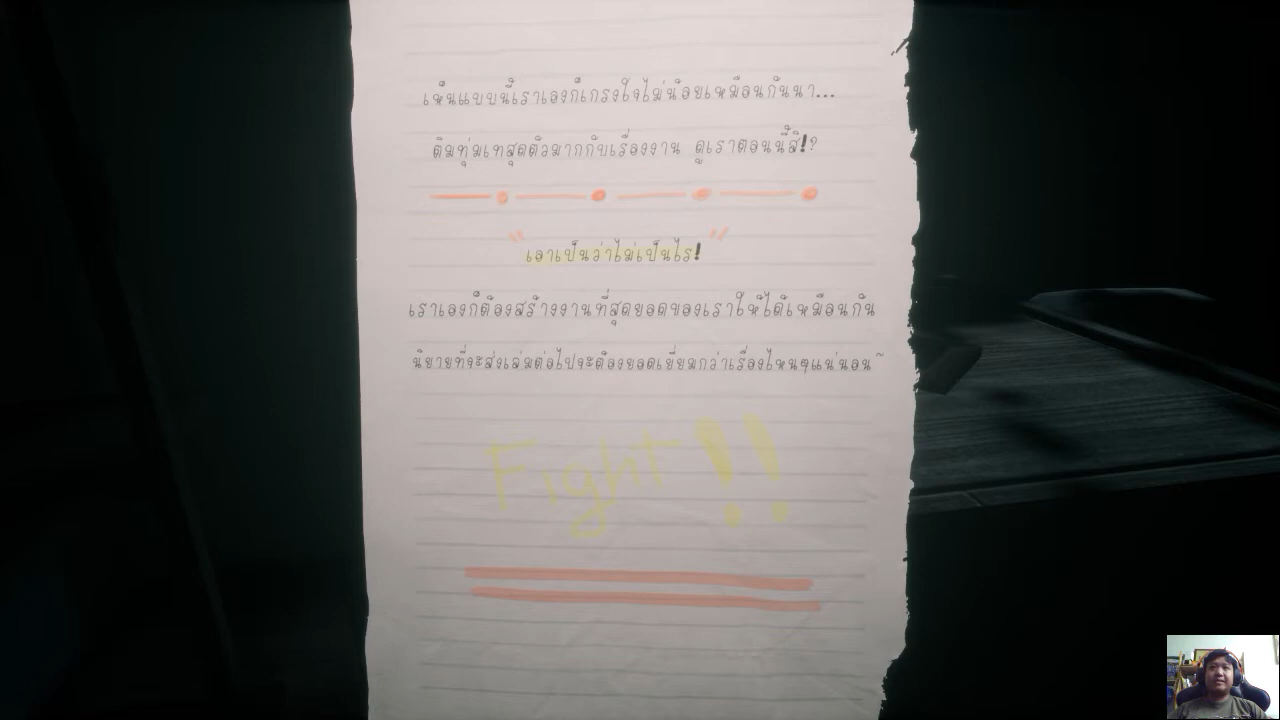 เห็นแบบนี้เราเองก็เกรงใจไม่น้อยเหมือนกันนา...
ติมทุ่มเทสุดตัวมากกับเรื่องงาน ดูเราตอนนี้สิ!?
"เอาเป็นว่าไม่เป็นไร!"
เราเองก็ต้องสร้างงานที่สุดยอดของเราให้ได้เหมือนกัน
นิยายที่จะส่งเล่มต่อไปจะต้องยอดเยี่ยมกว่าเรื่องไหนๆแน่นอน~
Fight!!